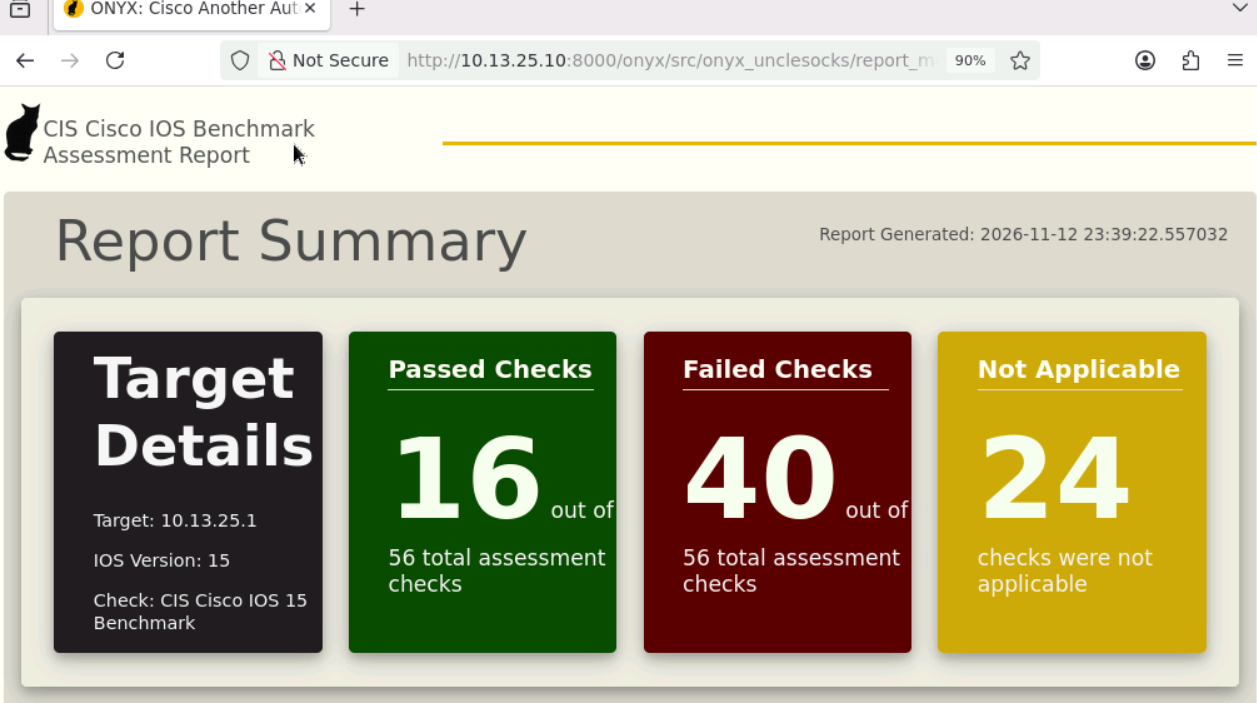 ONYX: Cisco Another Aut
Not Secure
http://10.13.25.10:8000/onyx/src/onyx_unclesocks/report_m
90%
CIS Cisco IOS Benchmark
Assessment Report
Report Summary
Report Generated: 2026-11-12 23:39:22.557032
Target
Details
Target: 10.13.25.1
IOS Version: 15
Check: CIS Cisco IOS 15
Benchmark
Passed Checks
16 out of
56 total assessment
checks
Failed Checks
40 out of
56 total assessment
checks
Not Applicable
24
checks were not
applicable